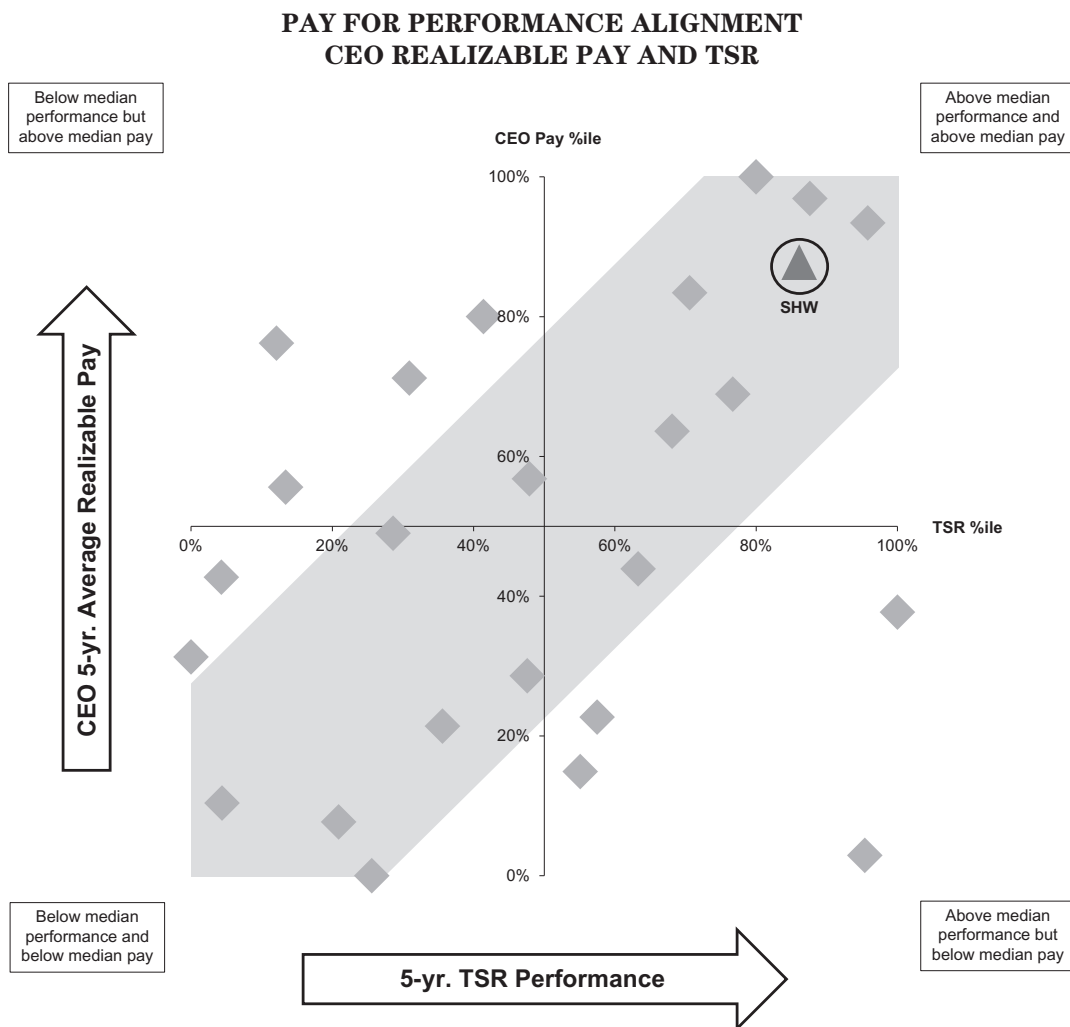 PAY FOR PERFORMANCE ALIGNMENT
CEO REALIZABLE PAY AND TSR
Below median
performance but
above median pay
Above median
performance and
above median pay
CEO Pay %ile
100%
80%
60%
40%
20%
0%
SHW
0%
20%
40%
60%
80%
100%
TSR %ile
CEO 5-yr. Average Realizable Pay
Below median
performance and
below median pay
Above median
performance but
below median pay
5-yr. TSR Performance